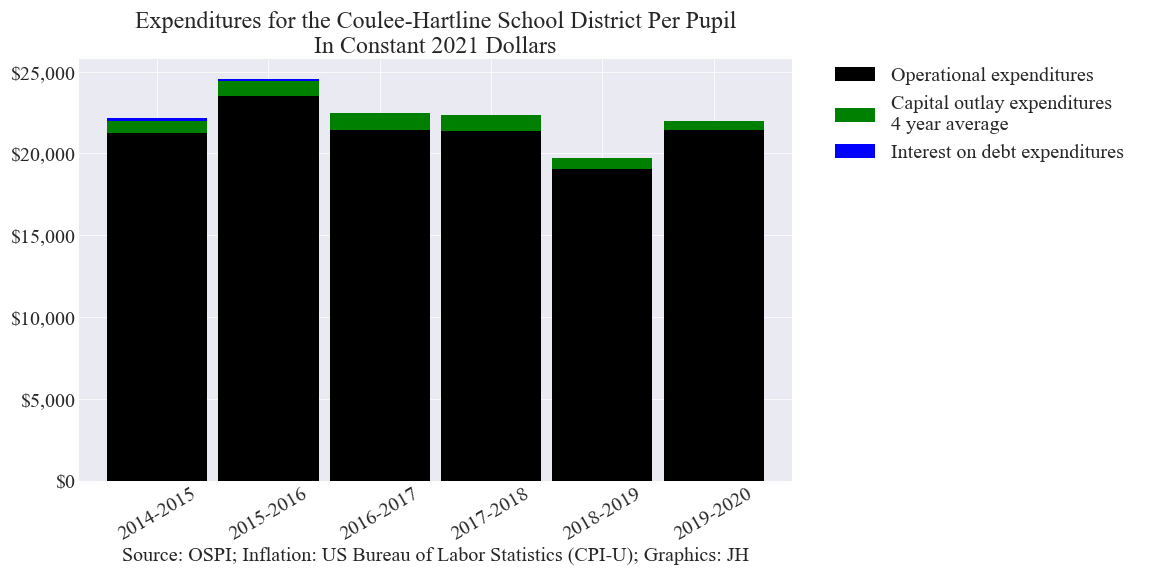 Expenditures for the Coulee-Hartline School District Per Pupil
In Constant 2021 Dollars
$25,000
$20,000
$15,000
$10,000
$5,000
$0
2014-2015
2015-2016
2016-2017
2017-2018
2018-2019
2019-2020
Source: OSPI; Inflation: US Bureau of Labor Statistics (CPI-U); Graphics: JH
Operational expenditures
Capital outlay expenditures
4 year average
Interest on debt expenditures